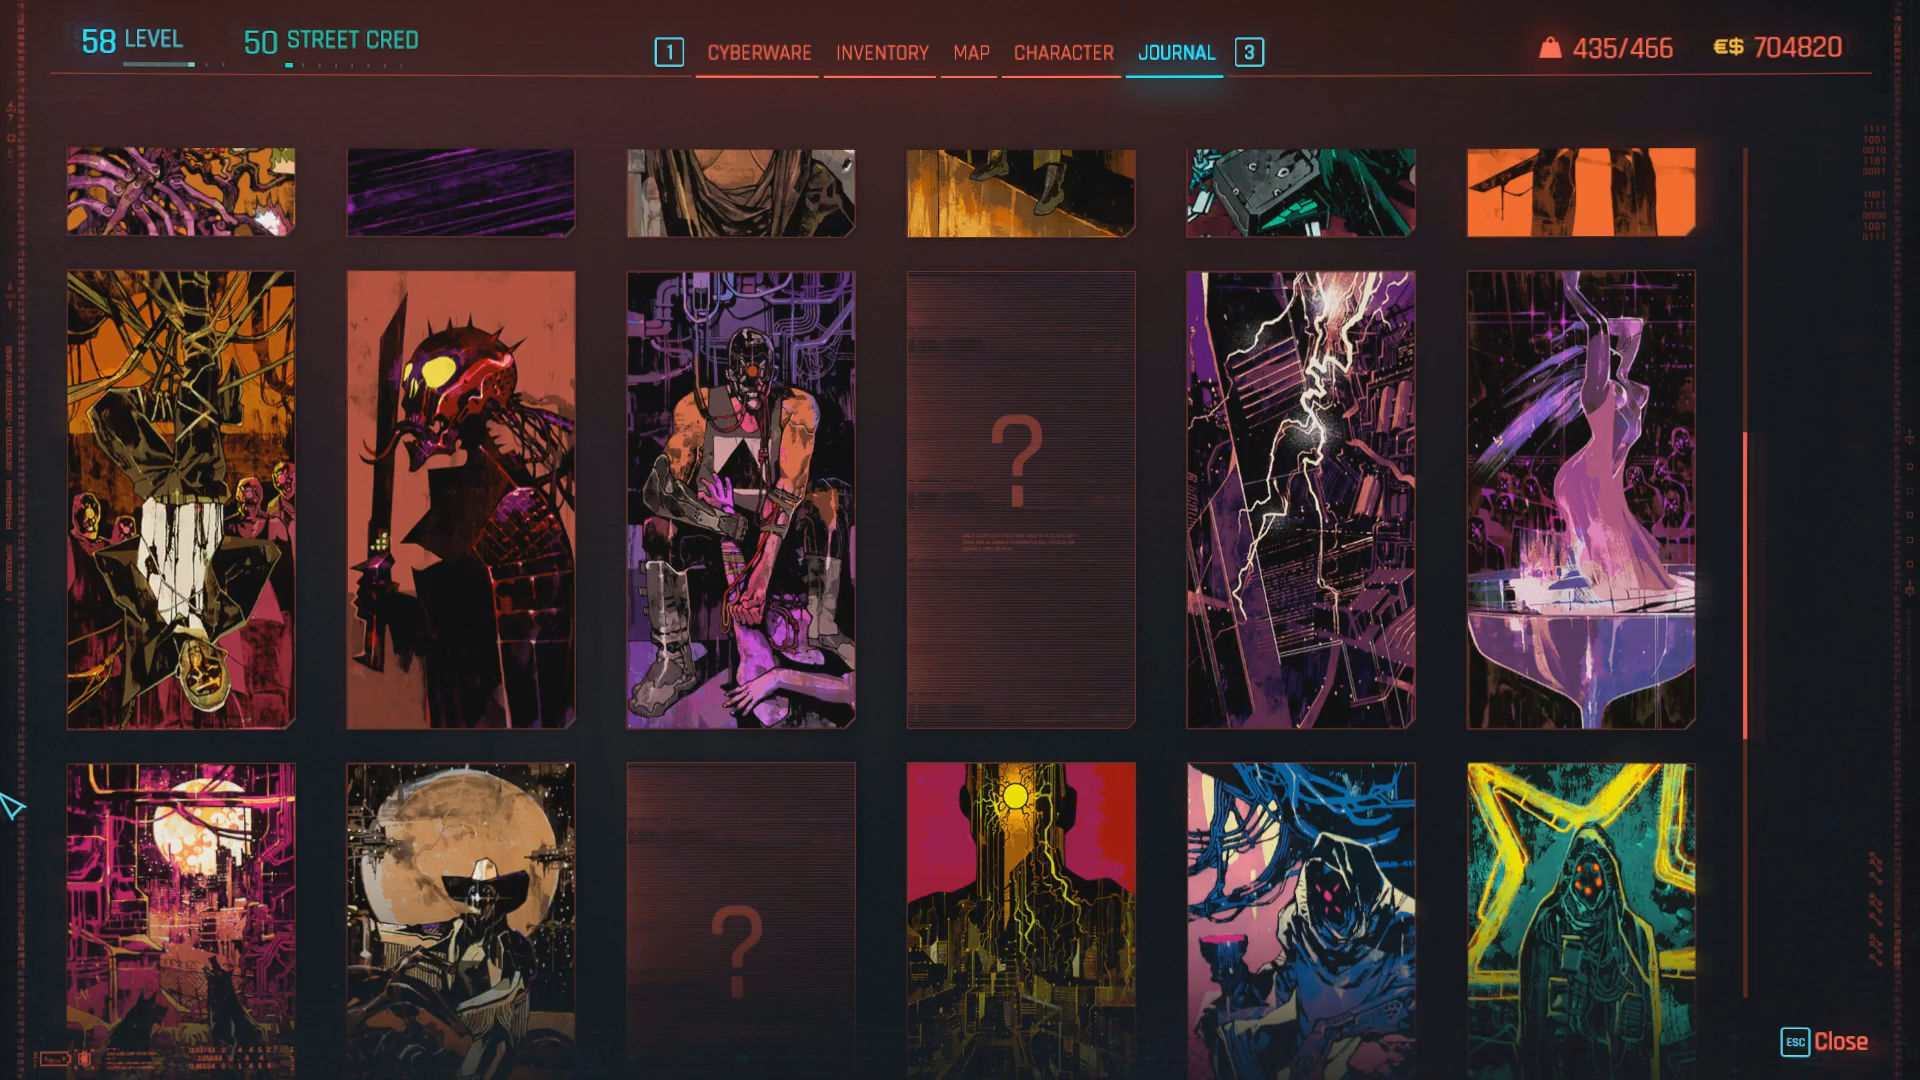 58 LEVEL
50 STREET CRED
1 CYBERWARE INVENTORY MAP CHARACTER JOURNAL 3
435/466
€$ 704820
?
?
ESC Close